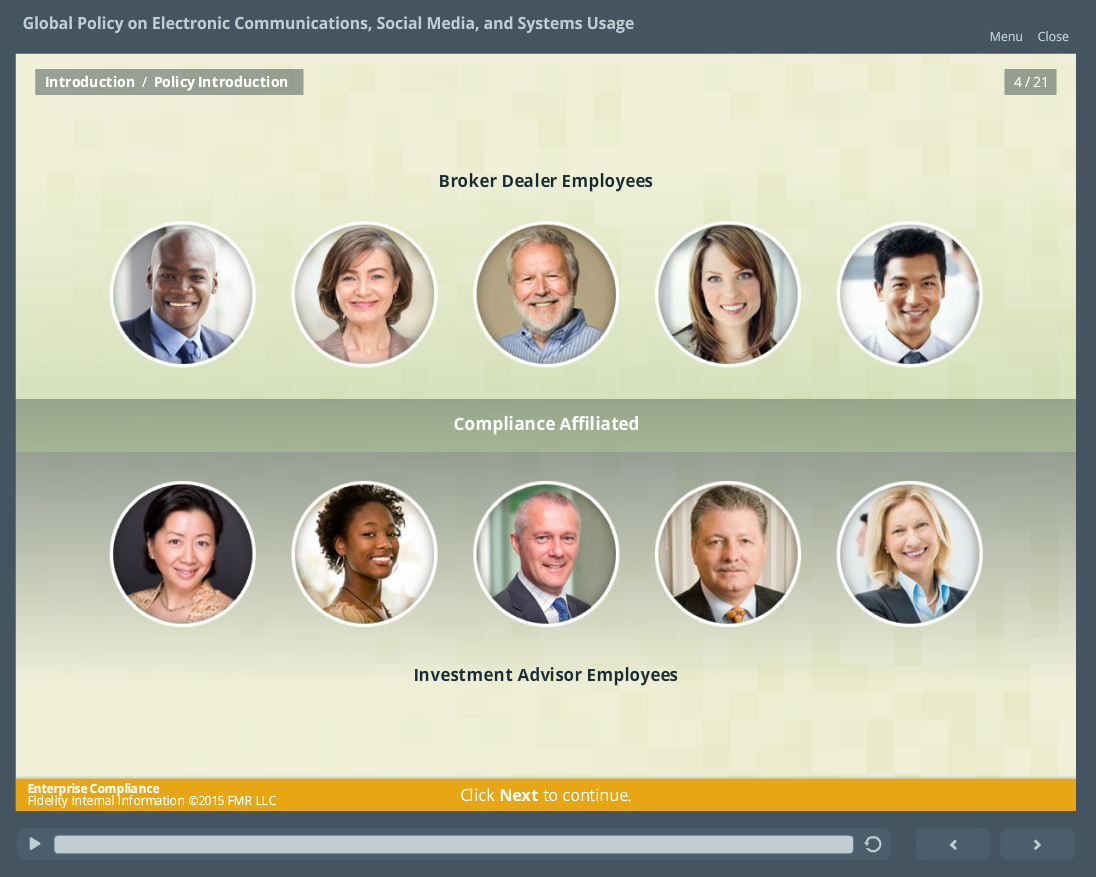 Global Policy on Electronic Communications, Social Media, and Systems Usage
Menu Close
Introduction / Policy Introduction
4 / 21
Broker Dealer Employees
Compliance Affiliated
Investment Advisor Employees
Enterprise Compliance
Fidelity Internal Information ©2015 FMR LLC
Click Next to continue.